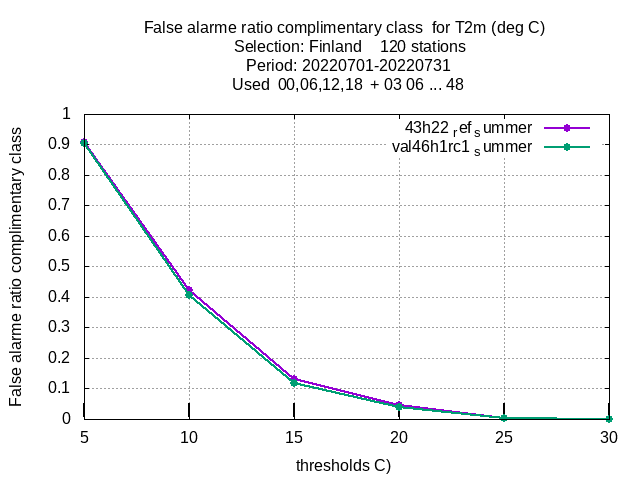 False alarme ratio complimentary class for T2m (deg C)
Selection: Finland 120 stations
Period: 20220701-20220731
Used 00,06,12,18 + 03 06 ... 48
43h22 ref summer
val46h1rc1 summer
False alarme ratio complimentary class
1
0.9
0.8
0.7
0.6
0.5
0.4
0.3
0.2
0.1
0
5 10 15 20 25 30
thresholds C)